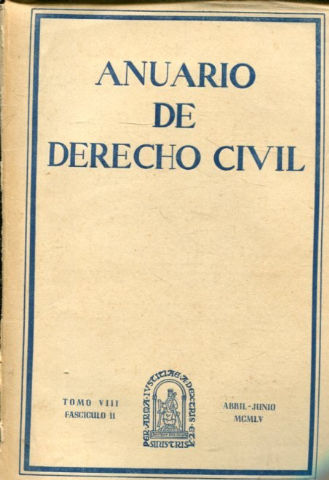 ANUARIO
DE
DERECHO CIVIL
TOMO VIII
FASCICULO II
ABRIL-JUNIO
MCMLV